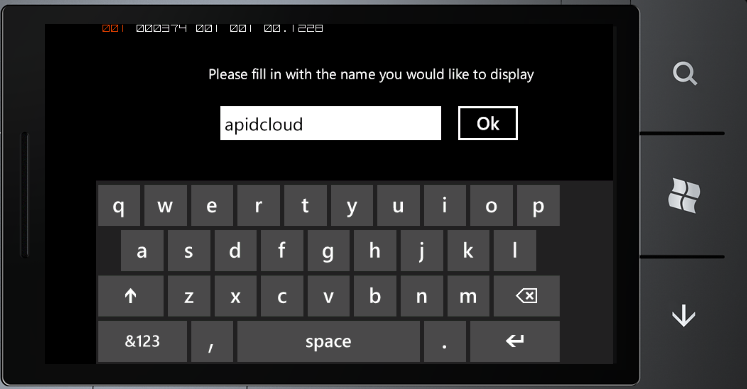 001 000374 001 001 00.1228
Please fill in with the name you would like to display
apidcloud Ok
q w e r t y u i o p
a s d f g h j k l
z x c v b n m
&123 , space .